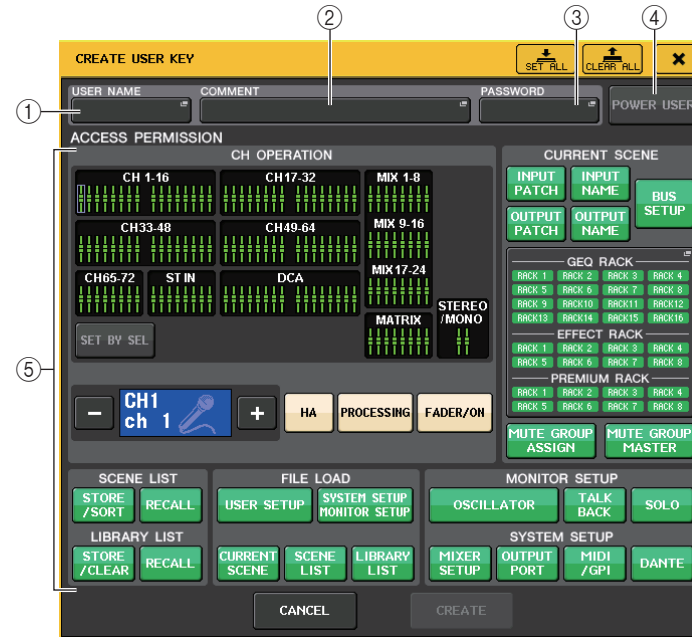 ② ③ ④
CREATE USER KEY SET ALL CLEAR ALL ×
① USER NAME COMMENT PASSWORD POWER USER
⑤ ACCESS PERMISSION
CH OPERATION
CH 1-16 CH17-32 MIX 1-8
CH33-48 CH49-64 MIX 9-16
CH65-72 ST IN DCA MIX17-24
MATRIX STEREO
/MONO
SET BY SEL
− CH1
ch 1 + HA PROCESSING FADER/ON
CURRENT SCENE
INPUT
PATCH INPUT
NAME BUS
SETUP
OUTPUT
PATCH OUTPUT
NAME
GEQ RACK
RACK 1 RACK 2 RACK 3 RACK 4
RACK 5 RACK 6 RACK 7 RACK 8
RACK 9 RACK10 RACK11 RACK12
RACK13 RACK14 RACK15 RACK16
EFFECT RACK
RACK 1 RACK 2 RACK 3 RACK 4
RACK 5 RACK 6 RACK 7 RACK 8
PREMIUM RACK
RACK 1 RACK 2 RACK 3 RACK 4
RACK 5 RACK 6 RACK 7 RACK 8
MUTE GROUP
ASSIGN MUTE GROUP
MASTER
SCENE LIST
STORE
/SORT RECALL
LIBRARY LIST
STORE
/CLEAR RECALL
FILE LOAD
USER SETUP SYSTEM SETUP
MONITOR SETUP
CURRENT
SCENE SCENE
LIST LIBRARY
LIST
MONITOR SETUP
OSCILLATOR TALK
BACK SOLO
SYSTEM SETUP
MIXER
SETUP OUTPUT
PORT MIDI
/GPI DANTE
CANCEL CREATE